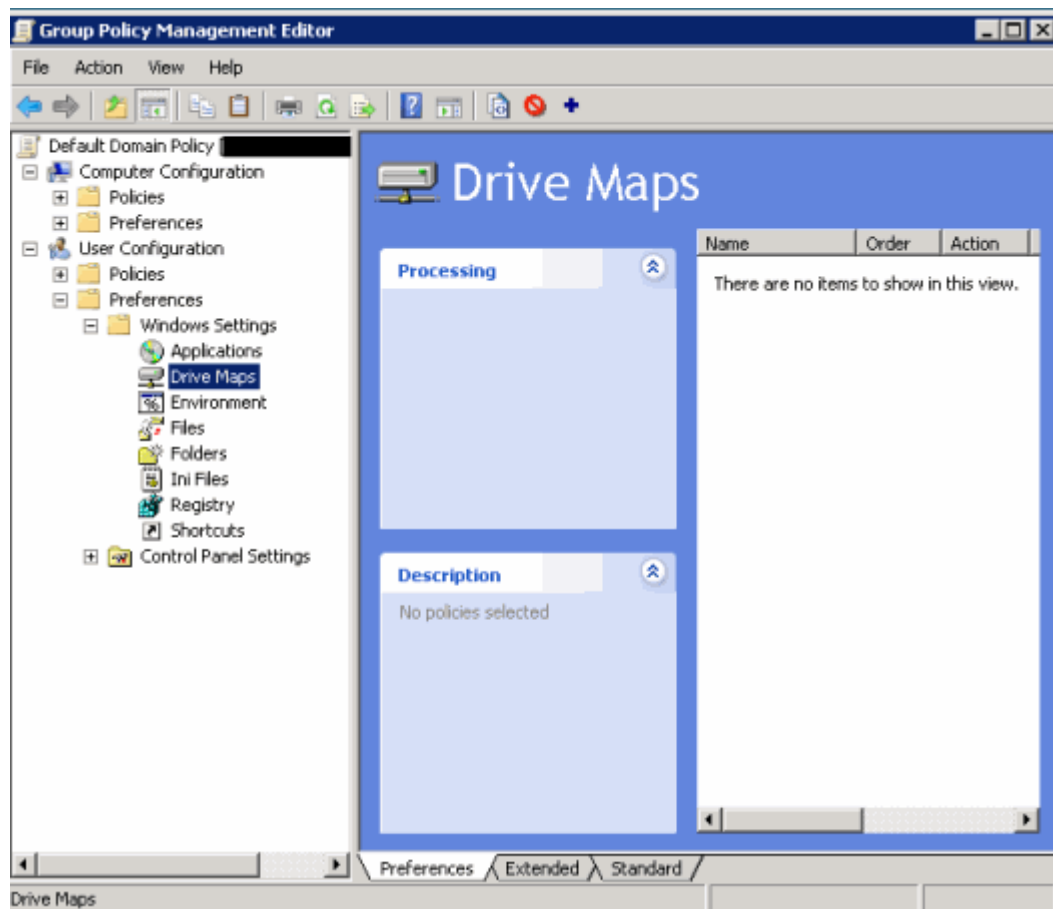 Group Policy Management Editor
File Action View Help
Default Domain Policy
Computer Configuration
Policies
Preferences
User Configuration
Policies
Preferences
Windows Settings
Applications
Drive Maps
Environment
Files
Folders
Ini Files
Registry
Shortcuts
Control Panel Settings
Drive Maps
Processing
Description
No policies selected
Name Order Action
There are no items to show in this view.
Preferences Extended Standard
Drive Maps